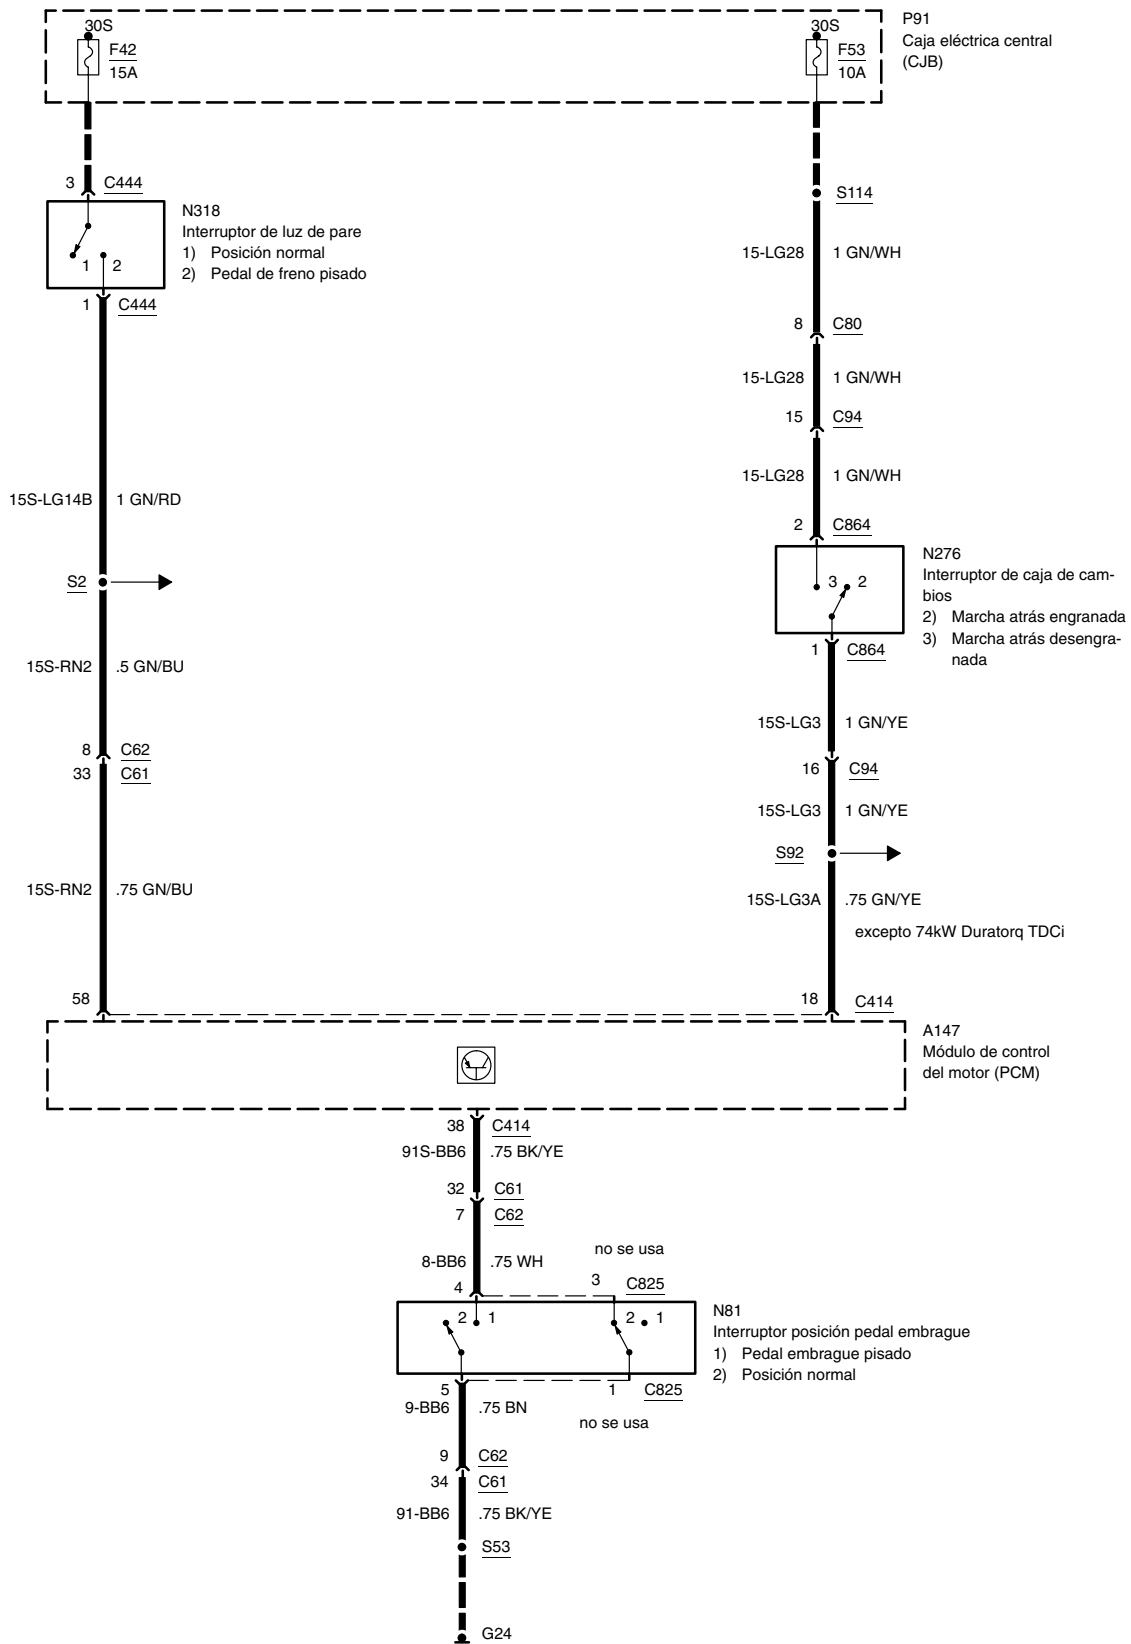 30S
F42
15A
30S
F53
10A
P91
Caja eléctrica central
(CJB)
3 C444
N318
Interruptor de luz de pare
1) Posición normal
2) Pedal de freno pisado
1 2
1 C444
S114
15-LG28 1 GN/WH
8 C80
15-LG28 1 GN/WH
15 C94
15-LG28 1 GN/WH
2 C864
15S-LG14B 1 GN/RD
S2
N276
Interruptor de caja de cam-
bios
2) Marcha atrás engranada
3) Marcha atrás desengra-
nada
3 2
1 C864
15S-RN2 .5 GN/BU
15S-LG3 1 GN/YE
8 C62
33 C61
16 C94
15S-LG3 1 GN/YE
S92
15S-RN2 .75 GN/BU
15S-LG3A .75 GN/YE
excepto 74kW Duratorq TDCi
58
18 C414
A147
Módulo de control
del motor (PCM)
38 C414
91S-BB6 .75 BK/YE
32 C61
7 C62
no se usa
8-BB6 .75 WH
4
3 C825
2 1
2 1
N81
Interruptor posición pedal embrague
1) Pedal embrague pisado
2) Posición normal
5
1 C825
9-BB6 .75 BN
no se usa
9 C62
34 C61
91-BB6 .75 BK/YE
S53
G24